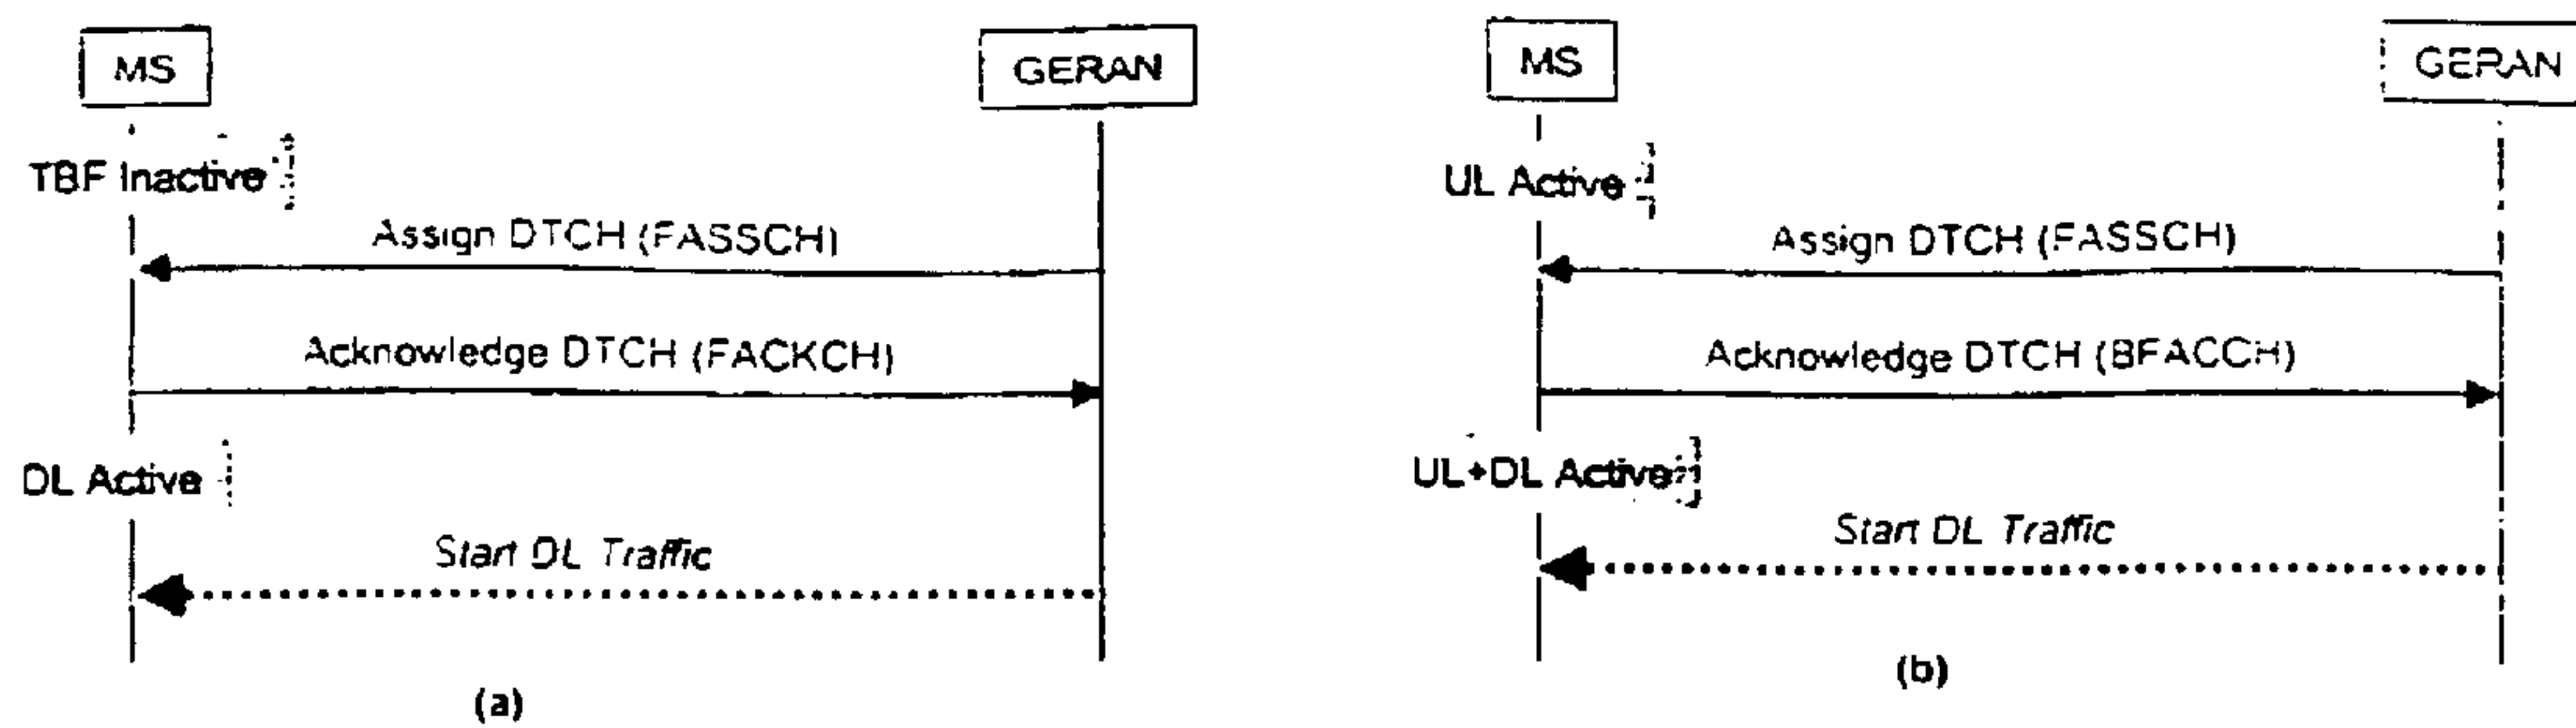 MS
GERAN
TBF Inactive
Assign DTCH (FASSCH)
Acknowledge DTCH (FACKCH)
DL Active
Start DL Traffic
(a)
MS
GERAN
UL Active
Assign DTCH (FASSCH)
Acknowledge DTCH (BFACCH)
UL+DL Active
Start DL Traffic
(b)